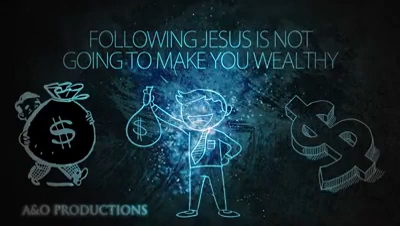 FOLLOWING JESUS IS NOT
GOING TO MAKE YOU WEALTHY
$
$
$
A&O PRODUCTIONS